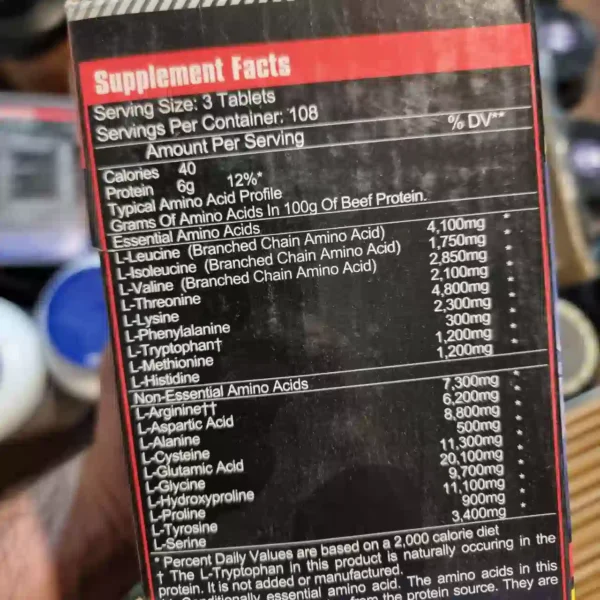 Supplement Facts
Serving Size: 3 Tablets
Servings Per Container: 108
Amount Per Serving % DV**
Calories 40
Protein 6g 12%*
Typical Amino Acid Profile
Grams Of Amino Acids In 100g Of Beef Protein.
Essential Amino Acids
L-Leucine (Branched Chain Amino Acid) 4,100mg *
L-Isoleucine (Branched Chain Amino Acid) 1,750mg *
L-Valine (Branched Chain Amino Acid) 2,850mg *
L-Threonine 2,100mg *
L-Lysine 4,800mg *
L-Phenylalanine 2,300mg *
L-Tryptophan† 300mg *
L-Methionine 1,200mg *
L-Histidine 1,200mg *
Non-Essential Amino Acids
L-Arginine†† 7,300mg *
L-Aspartic Acid 6,200mg *
L-Alanine 8,800mg *
L-Cysteine 500mg *
L-Glutamic Acid 11,300mg *
L-Glycine 20,100mg *
L-Hydroxyproline 9,700mg *
L-Proline 11,100mg *
L-Tyrosine 900mg *
L-Serine 3,400mg *
* Percent Daily Values are based on a 2,000 calorie diet
† The L-Tryptophan in this product is naturally occuring in the
protein. It is not added or manufactured.
Conditionally essential amino acid. The amino acids in this
from the protein source. They are